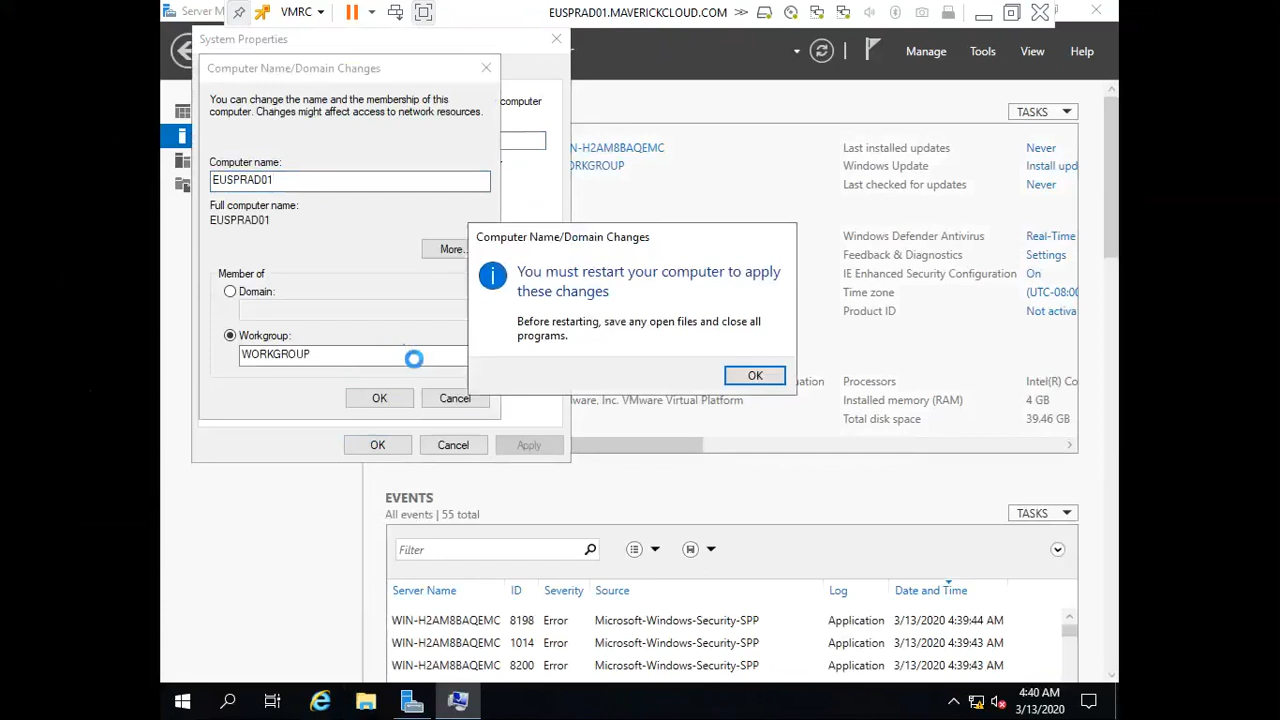 Server M
VMRC
EUSPRAD01.MAVERICKCLOUD.COM
Manage
Tools
View
Help
System Properties
Computer Name/Domain Changes
You can change the name and the membership of this
computer. Changes might affect access to network resources.
computer
Computer name:
EUSPRAD01
Full computer name:
EUSPRAD01
More..
Member of
Domain:
Workgroup:
WORKGROUP
OK
Cancel
OK
Cancel
Apply
Computer Name/Domain Changes
You must restart your computer to apply
these changes
Before restarting, save any open files and close all
programs.
OK
TASKS
WIN-H2AM8BAQEMC
ORKGROUP
Last installed updates
Never
Windows Update
Install upd
Last checked for updates
Never
Windows Defender Antivirus
Real-Time
Feedback & Diagnostics
Settings
IE Enhanced Security Configuration
On
Time zone
(UTC-08:00
Product ID
Not activa
ndation
Processors
Intel(R) Co
ware, Inc. VMware Virtual Platform
Installed memory (RAM)
4 GB
Total disk space
39.46 GB
EVENTS
All events | 55 total
TASKS
Filter
Server Name ID Severity Source Log Date and Time
WIN-H2AM8BAQEMC 8198 Error Microsoft-Windows-Security-SPP Application 3/13/2020 4:39:44 AM
WIN-H2AM8BAQEMC 1014 Error Microsoft-Windows-Security-SPP Application 3/13/2020 4:39:43 AM
WIN-H2AM8BAQEMC 8200 Error Microsoft-Windows-Security-SPP Application 3/13/2020 4:39:43 AM
4:40 AM
3/13/2020